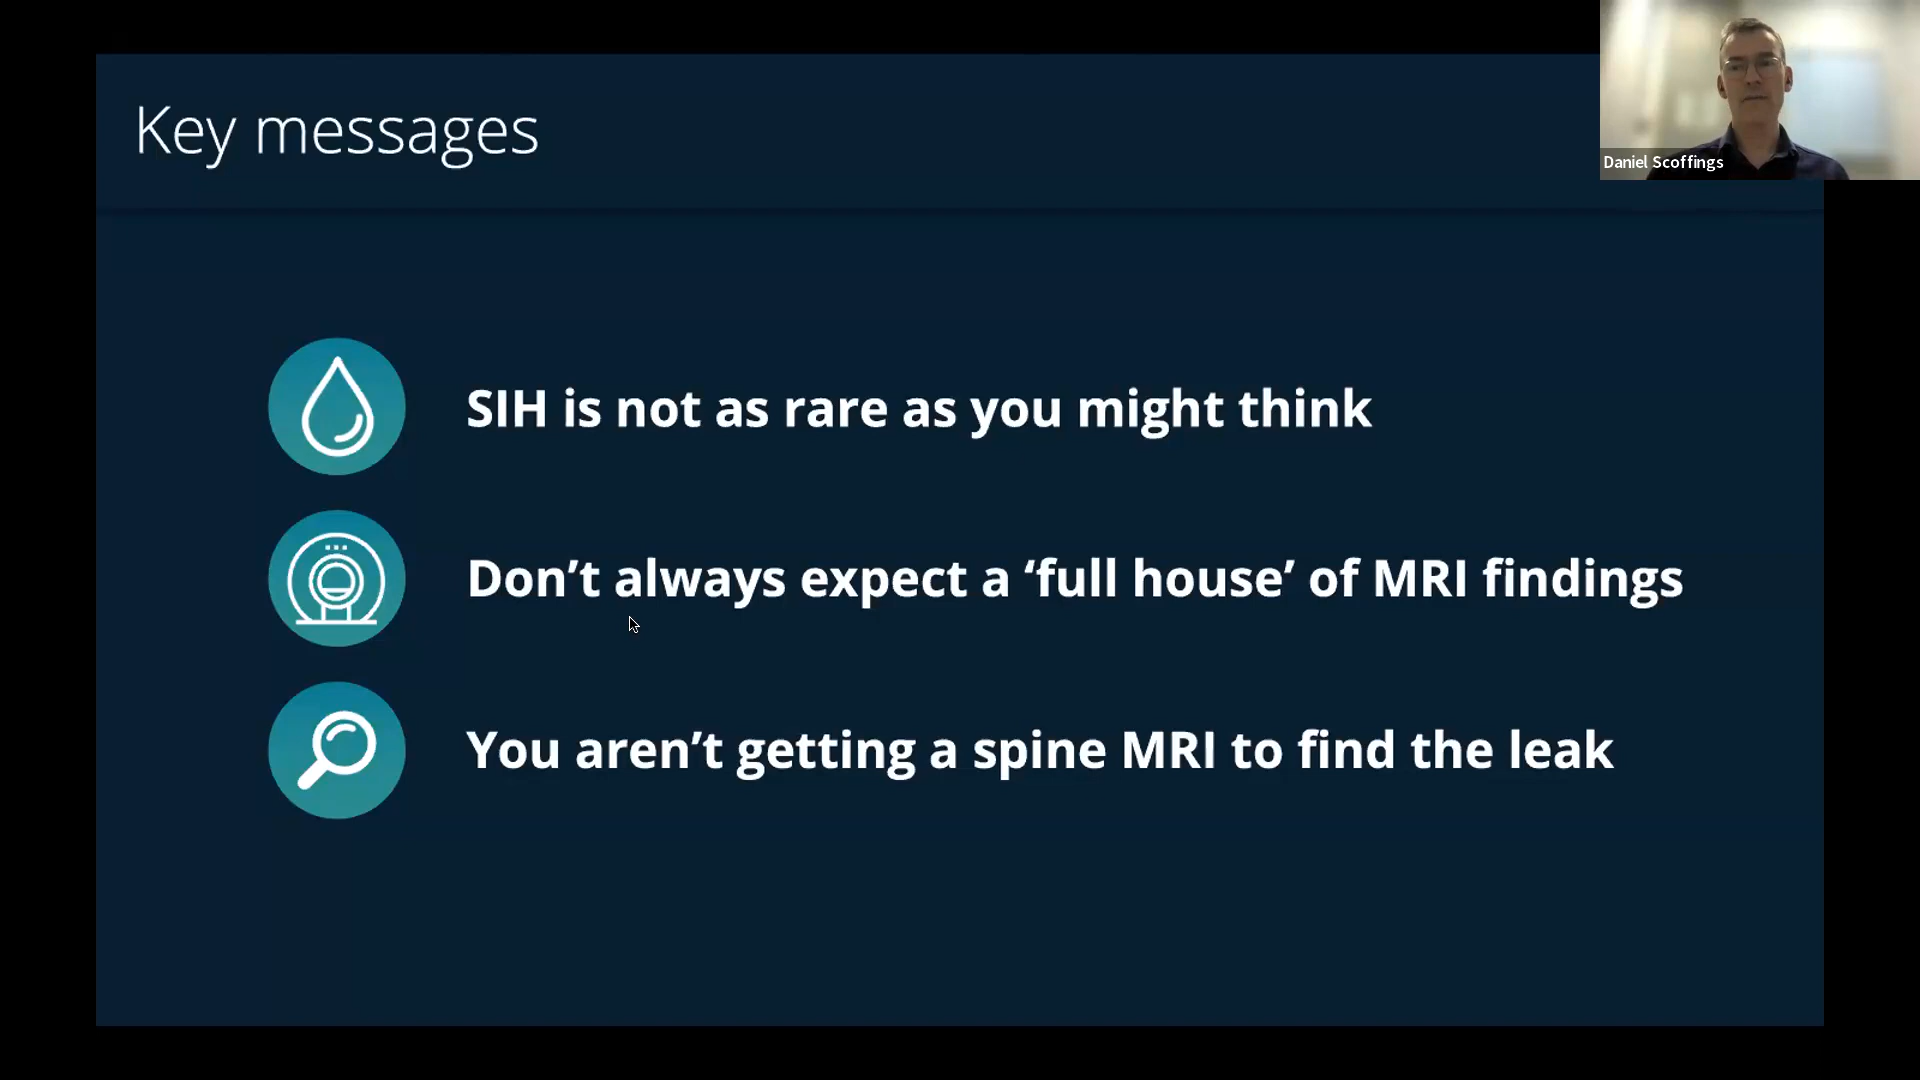 Key messages
Daniel Scoffings
SIH is not as rare as you might think
Don’t always expect a ‘full house’ of MRI findings
You aren’t getting a spine MRI to find the leak